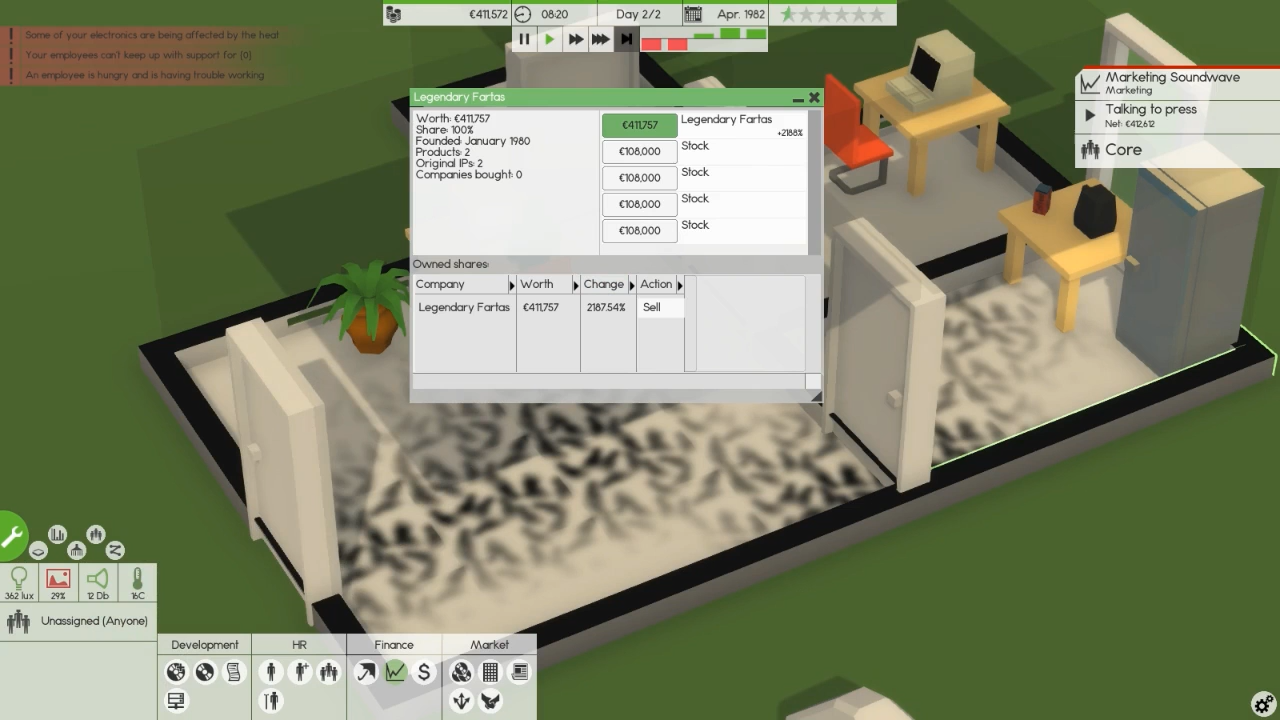 €411.572
08:20
Day 2/2
Apr. 1982
Some of your electronics are being affected by the heat
Your employees can't keep up with support for (0)
An employee is hungry and is having trouble working
Marketing Soundwave
Marketing
Talking to press
Net: €412,612
Core
Legendary Fartas
Worth: €411,757
Share: 100%
Founded: January 1980
Products: 2
Original IPs: 2
Companies bought: 0
€411,757 Legendary Fartas
+2188%
€108,000 Stock
€108,000 Stock
€108,000 Stock
€108,000 Stock
Owned shares:
Company Worth Change Action
Legendary Fartas €411,757 2187.54% Sell
362 lux 29% 12 Db 16C
Unassigned (Anyone)
Development HR Finance Market